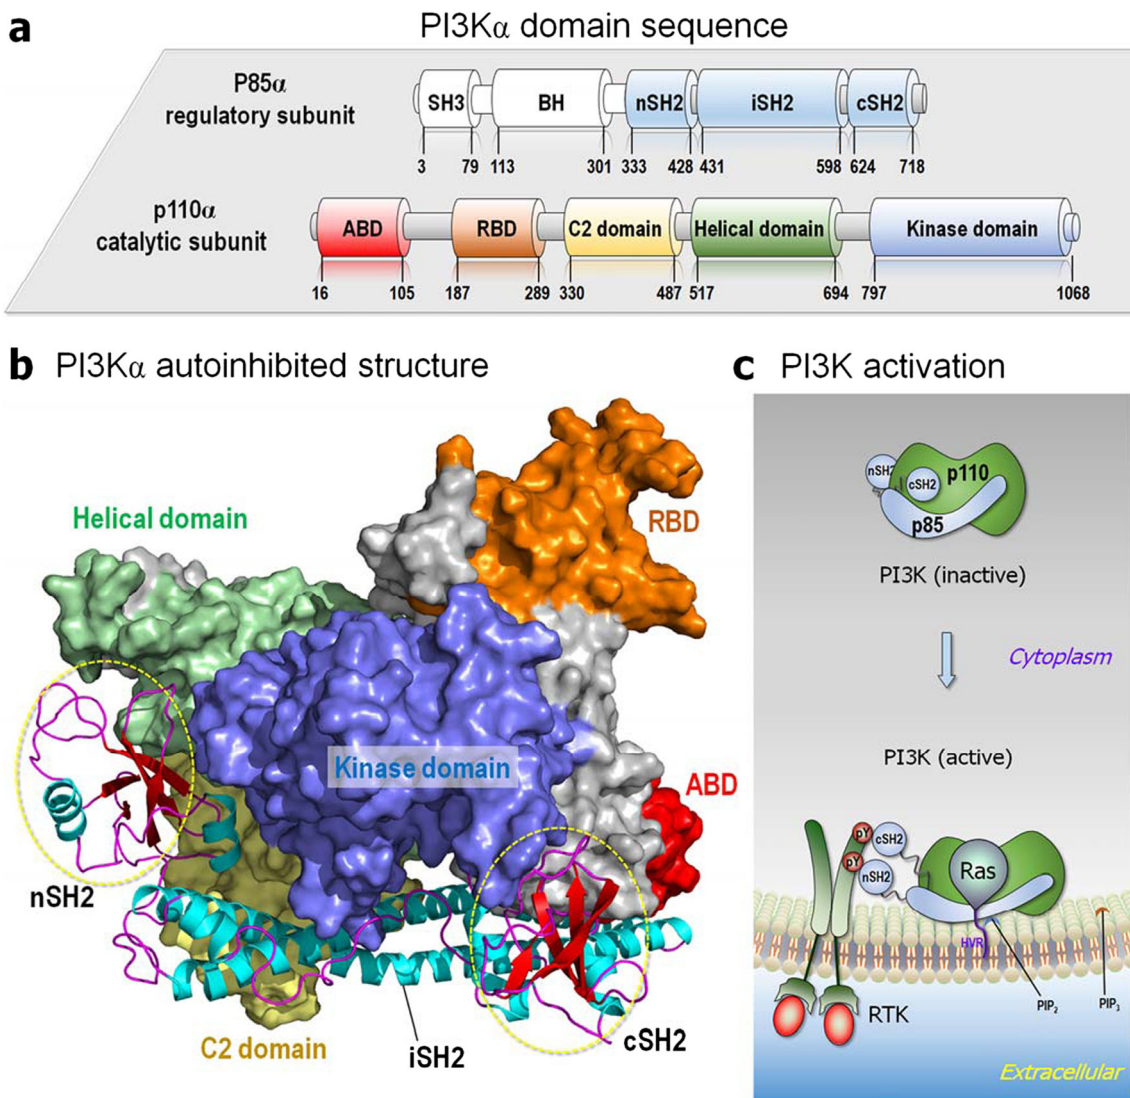 a
PI3Kα domain sequence
P85α
regulatory subunit
SH3
BH
nSH2
iSH2
cSH2
3
79
113
301
333
428
431
598
624
718
p110α
catalytic subunit
ABD
RBD
C2 domain
Helical domain
Kinase domain
16
105
187
289
330
487
517
694
797
1068
b PI3Kα autoinhibited structure
Helical domain
RBD
Kinase domain
ABD
nSH2
C2 domain
iSH2
cSH2
c PI3K activation
nSH2
cSH2
p110
p85
PI3K (inactive)
Cytoplasm
PI3K (active)
pY
cSH2
pY
nSH2
Ras
HVR
PIP2
PIP3
RTK
Extracellular